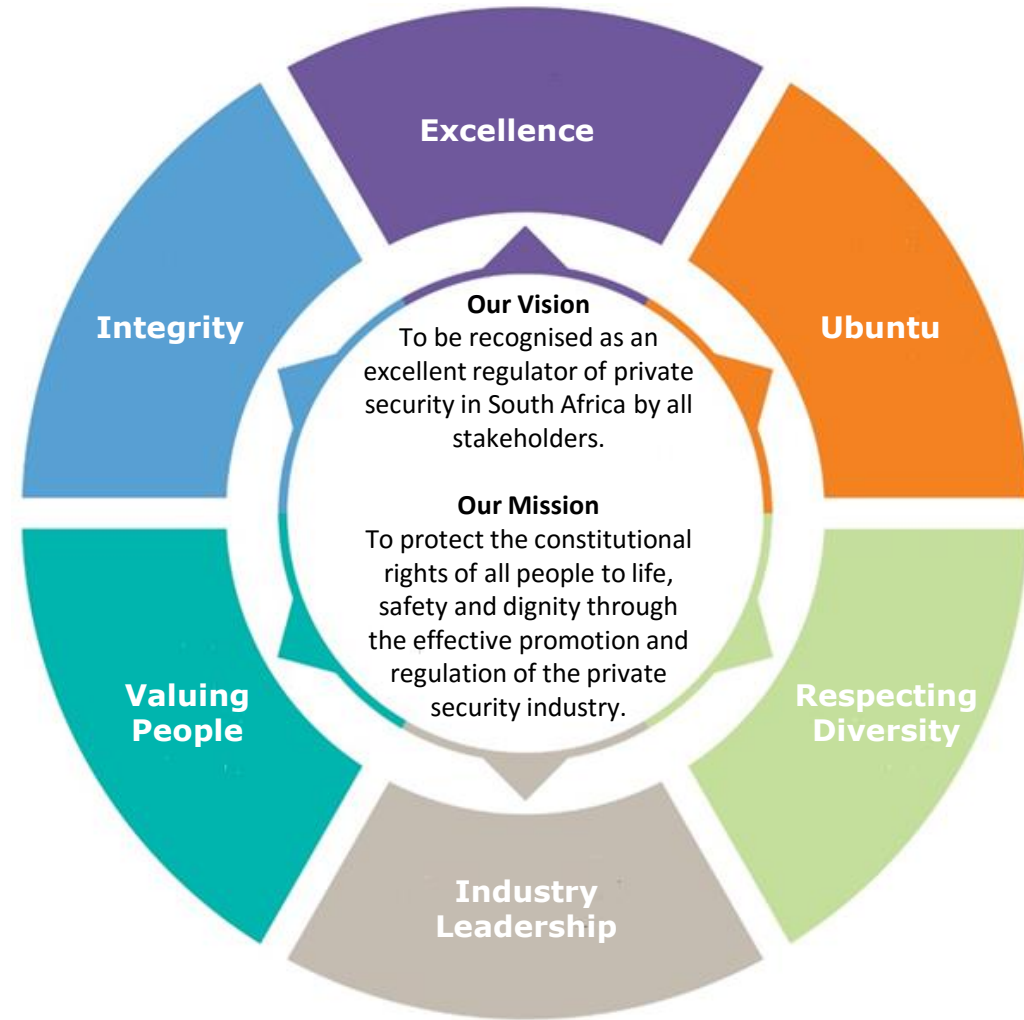 Excellence
Integrity
Ubuntu
Our Vision
To be recognised as an
excellent regulator of private
security in South Africa by all
stakeholders.
Our Mission
To protect the constitutional
rights of all people to life,
safety and dignity through
the effective promotion and
regulation of the private
security industry.
Valuing
People
Respecting
Diversity
Industry
Leadership